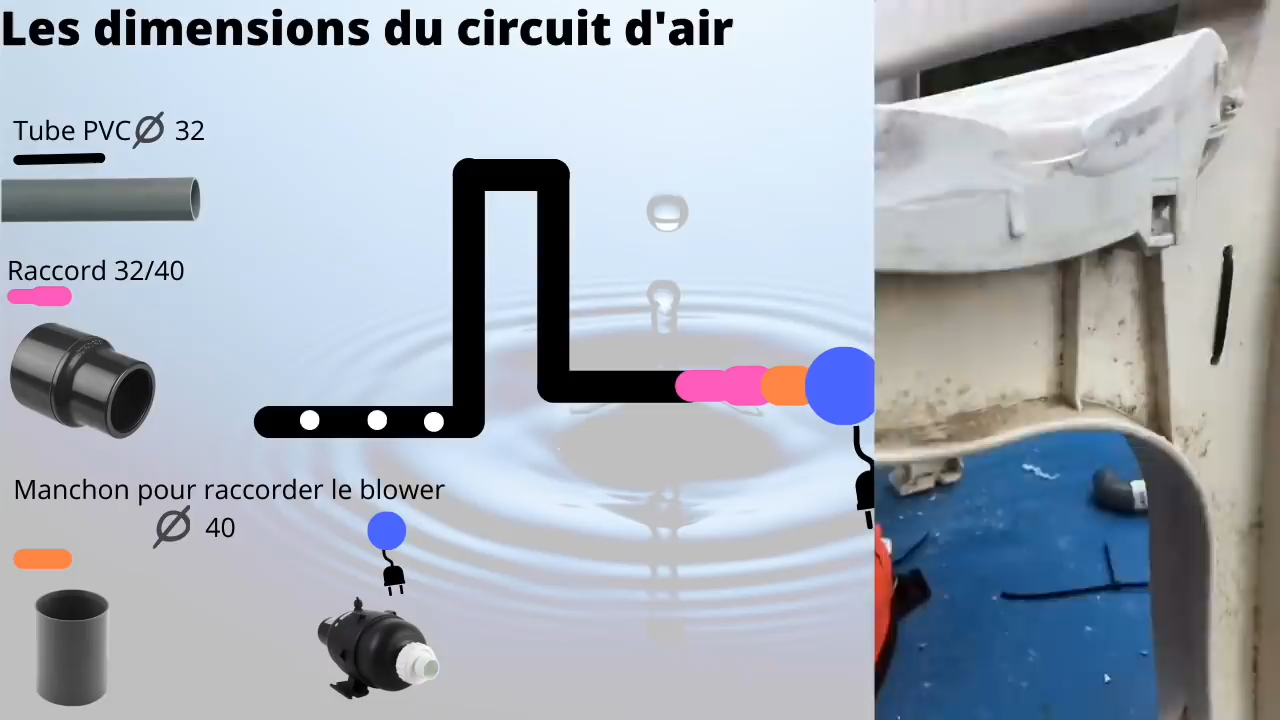 Les dimensions du circuit d'air
Tube PVC Ø 32
Raccord 32/40
Manchon pour raccorder le blower
Ø 40